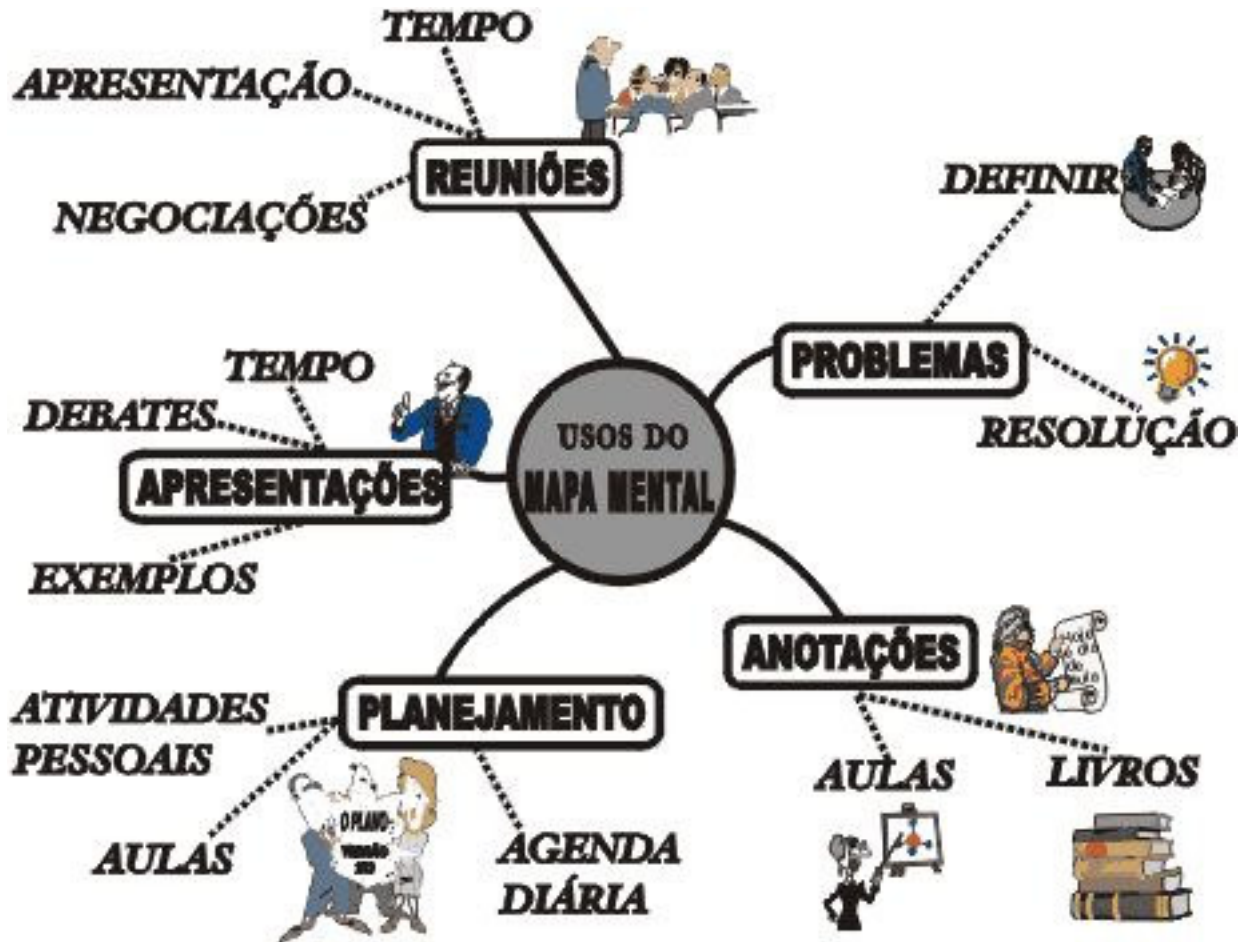 TEMPO
APRESENTAÇÃO
REUNIÕES
NEGOCIAÇÕES
DEFINIR
PROBLEMAS
RESOLUÇÃO
TEMPO
DEBATES
APRESENTAÇÕES
EXEMPLOS
USOS DO
MAPA MENTAL
ANOTAÇÕES
AULAS
LIVROS
PLANEJAMENTO
ATIVIDADES
PESSOAIS
AULAS
O PLANO
AGENDA
DIÁRIA